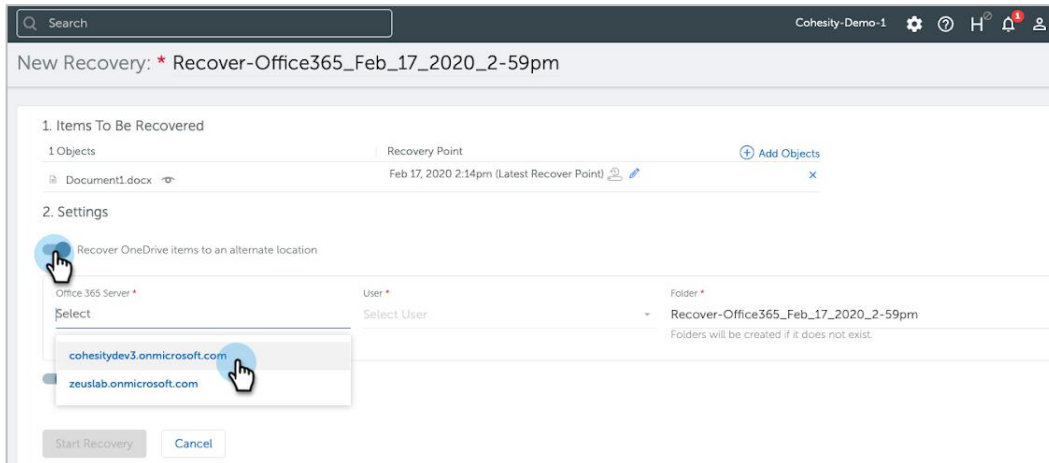 Search
Cohesity-Demo-1
H
1
New Recovery: * Recover-Office365_Feb_17_2020_2-59pm
1. Items To Be Recovered
1 Objects Recovery Point Add Objects
Document1.docx Feb 17, 2020 2:14pm (Latest Recover Point)
2. Settings
Recover OneDrive items to an alternate location
Office 365 Server * User * Folder *
Select Select User Recover-Office365_Feb_17_2020_2-59pm
Folders will be created if it does not exist.
cohesitydev3.onmicrosoft.com
zeuslab.onmicrosoft.com
Start Recovery Cancel